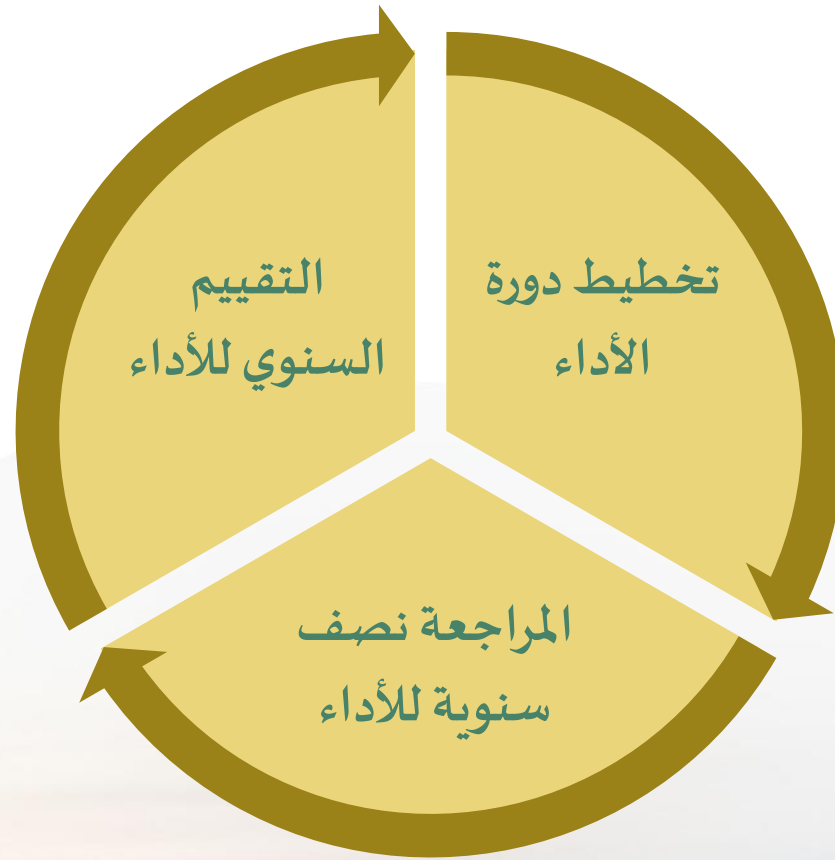 تخطيط دورة
الأداء
المراجعة نصف
سنوية للأداء
التقييم
السنوي للأداء